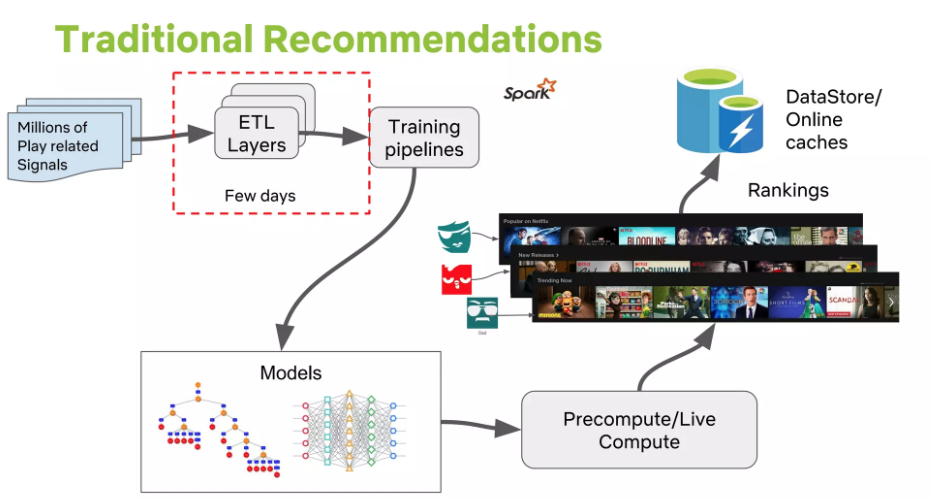 Traditional Recommendations
Millions of
Play related
Signals
ETL
Layers
Few days
Training
pipelines
Spark
DataStore/
Online
caches
Rankings
Popular on Netflix
BLOODLINE
New Releases >
BO BURNHAM
Trending Now
MINIONS
SHORT FILMS
SCANDAL
Models
Precompute/Live
Compute